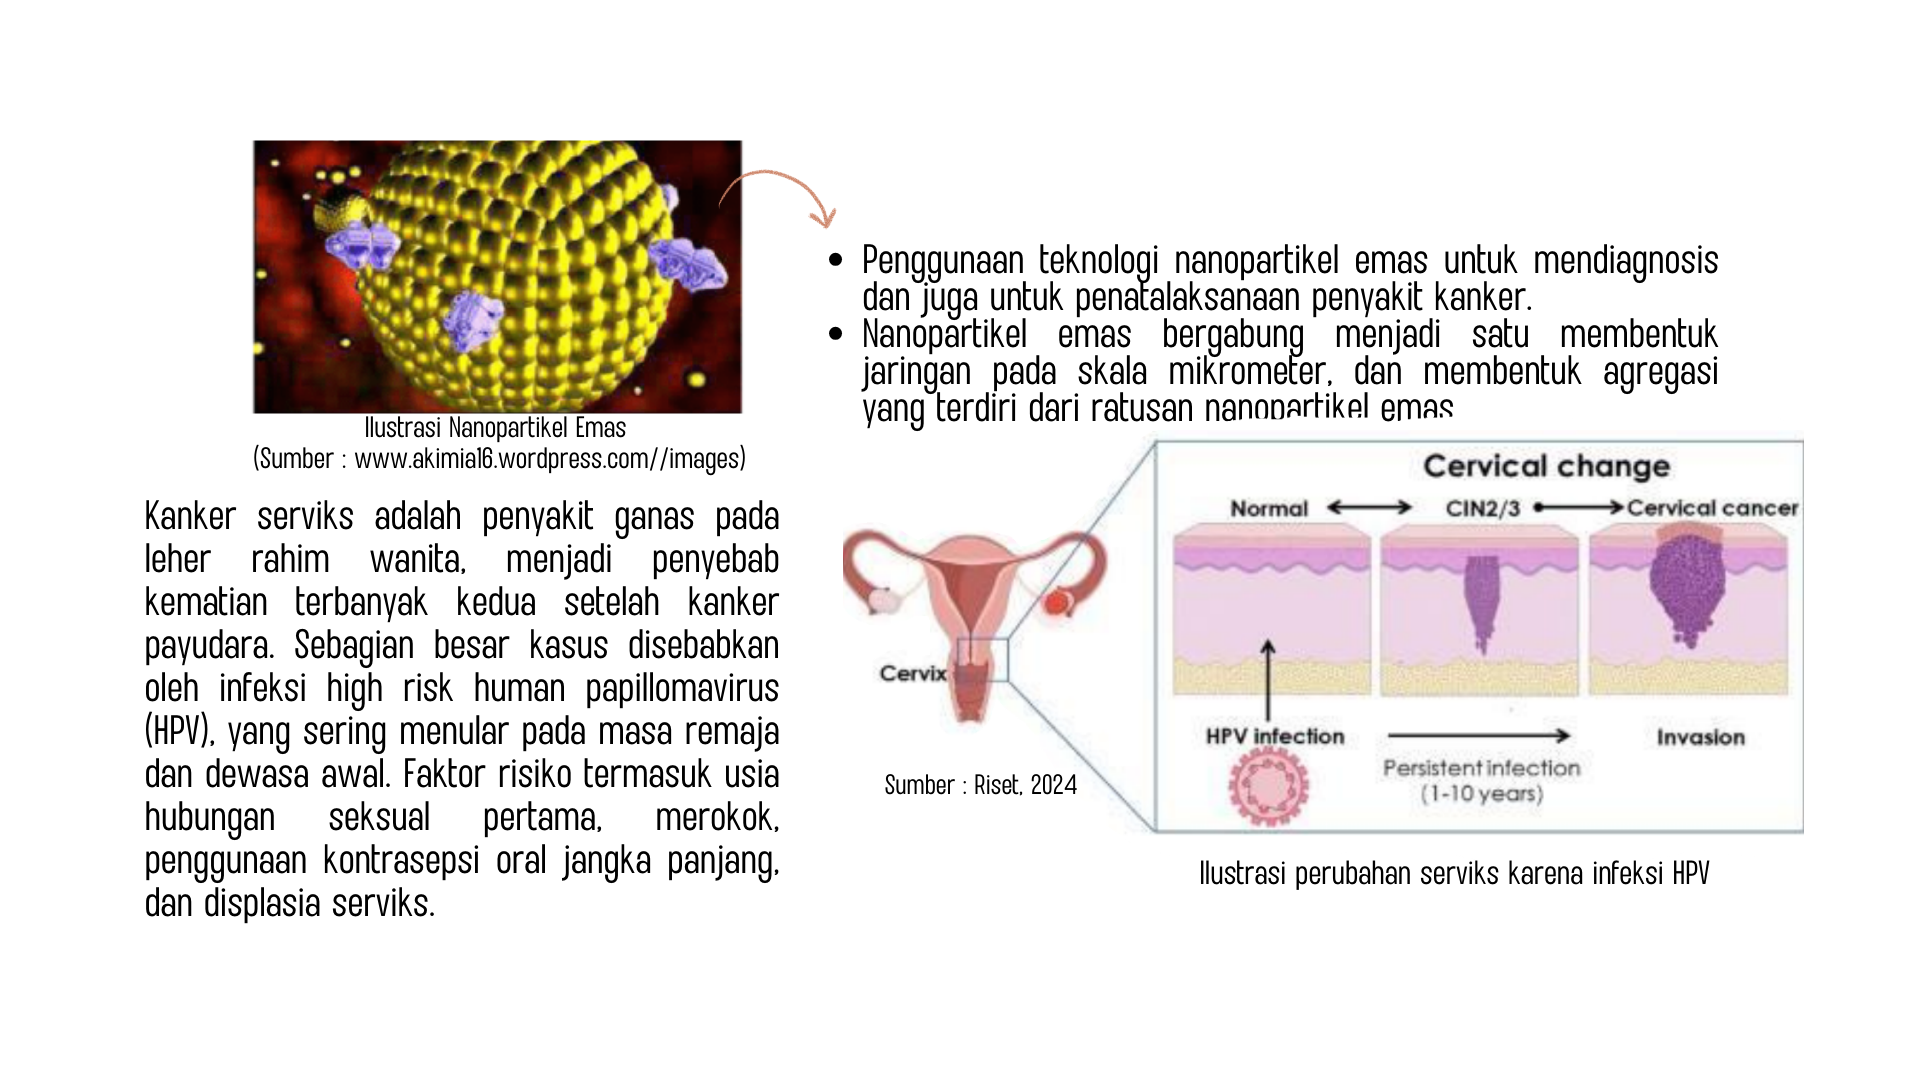 Ilustrasi Nanopartikel Emas
(Sumber : www.akimia16.wordpress.com//images)
• Penggunaan teknologi nanopartikel emas untuk mendiagnosis
dan juga untuk penatalaksanaan penyakit kanker.
• Nanopartikel emas bergabung menjadi satu membentuk
jaringan pada skala mikrometer, dan membentuk agregasi
yang terdiri dari ratusan nanopartikel emas
Kanker serviks adalah penyakit ganas pada
leher rahim wanita, menjadi penyebab
kematian terbanyak kedua setelah kanker
payudara. Sebagian besar kasus disebabkan
oleh infeksi high risk human papillomavirus
(HPV), yang sering menular pada masa remaja
dan dewasa awal. Faktor risiko termasuk usia
hubungan seksual pertama, merokok,
penggunaan kontrasepsi oral jangka panjang,
dan displasia serviks.
Cervical change
Normal CIN2/3 Cervical cancer
Cervix
HPV infection Invasion
Persistent infection
(1-10 years)
Sumber : Riset, 2024
Ilustrasi perubahan serviks karena infeksi HPV